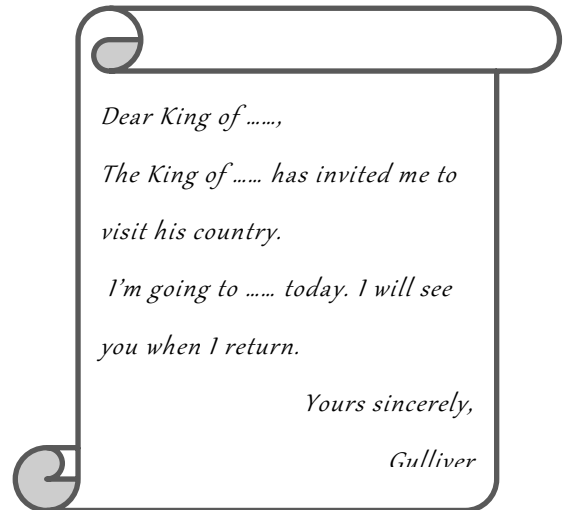 Dear King of ……,
The King of …… has invited me to
visit his country.
I’m going to …… today. I will see
you when I return.
Yours sincerely,
Gulliver